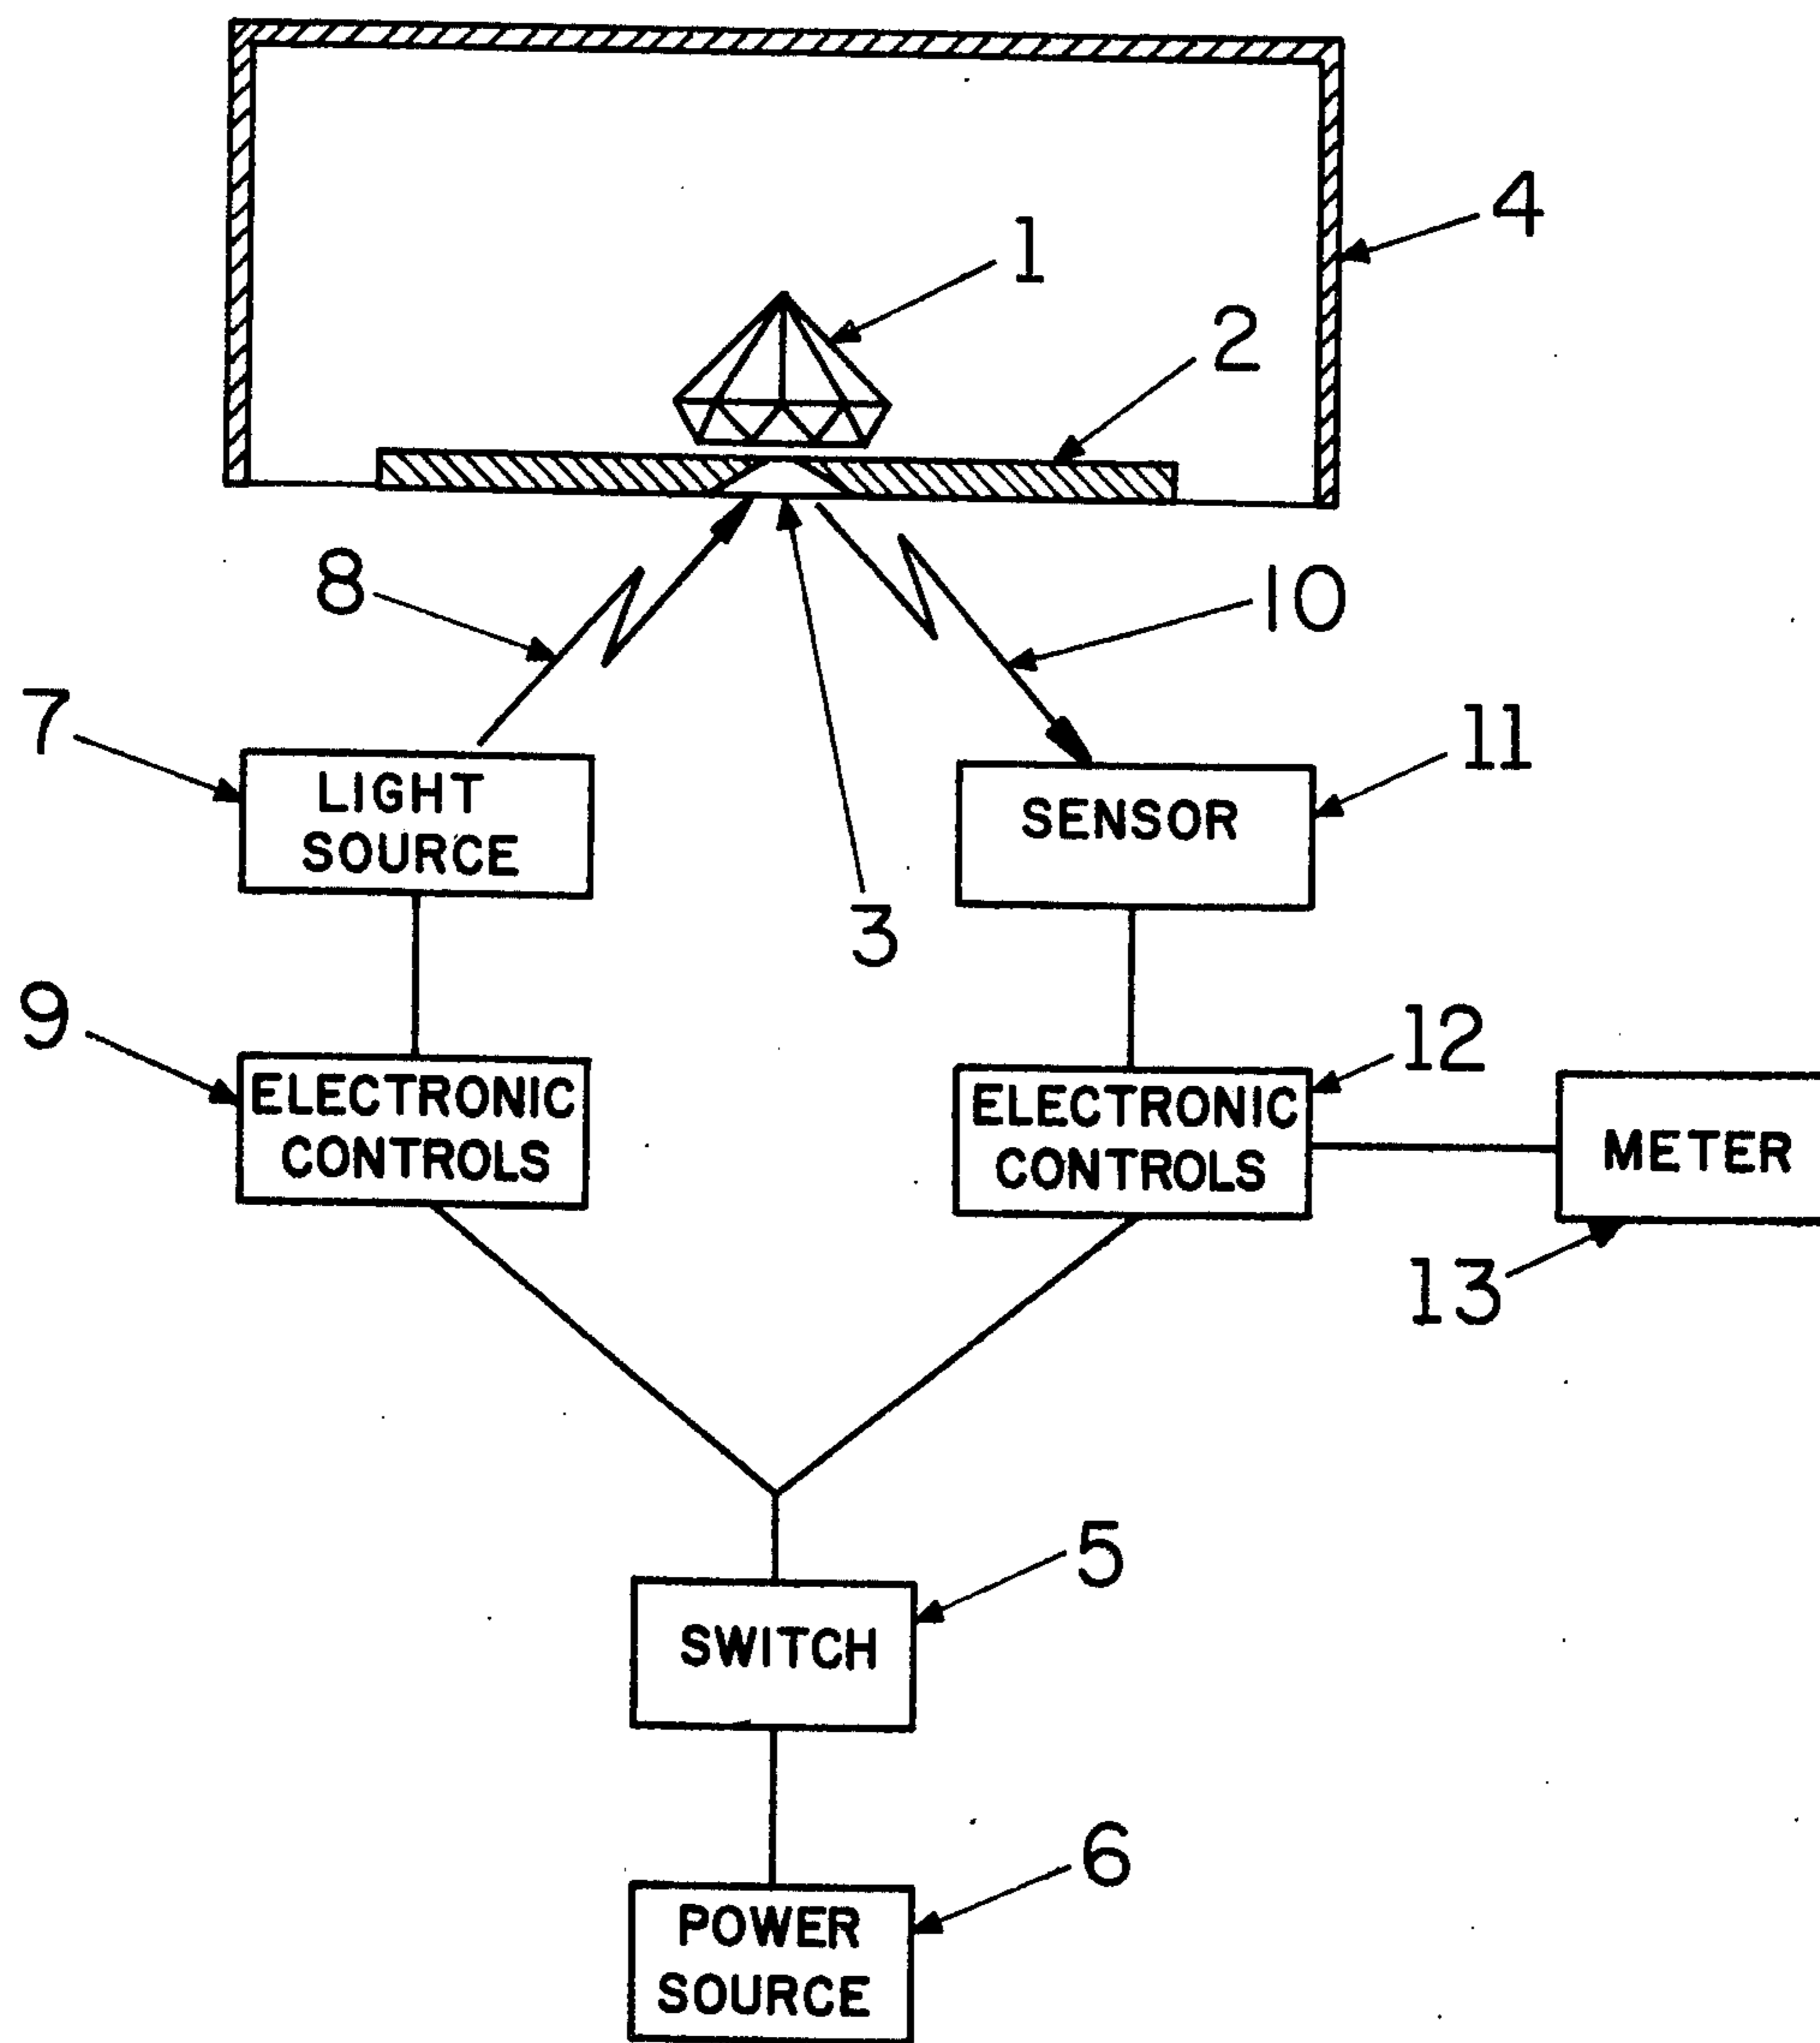 1
4
2
8
10
7
LIGHT
SOURCE
SENSOR
11
3
9
ELECTRONIC
CONTROLS
12
ELECTRONIC
CONTROLS
METER
13
SWITCH
5
POWER
SOURCE
6